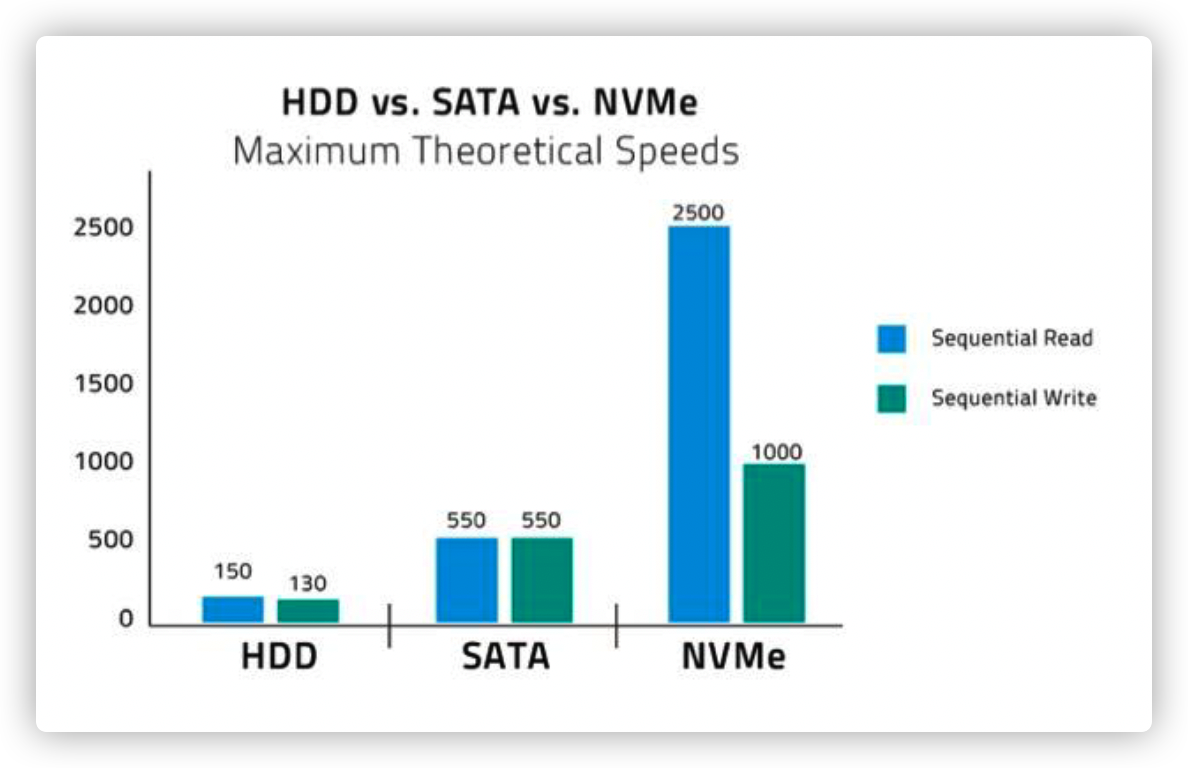 HDD vs. SATA vs. NVMe
Maximum Theoretical Speeds
2500
2000
1500
1000
500
0
150
130
550
550
2500
1000
HDD
SATA
NVMe
Sequential Read
Sequential Write